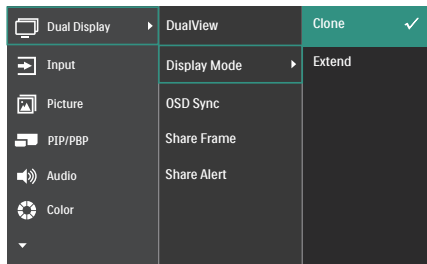 Dual Display
Input
Picture
PIP/PBP
Audio
Color
DualView
Display Mode
OSD Sync
Share Frame
Share Alert
Clone
Extend